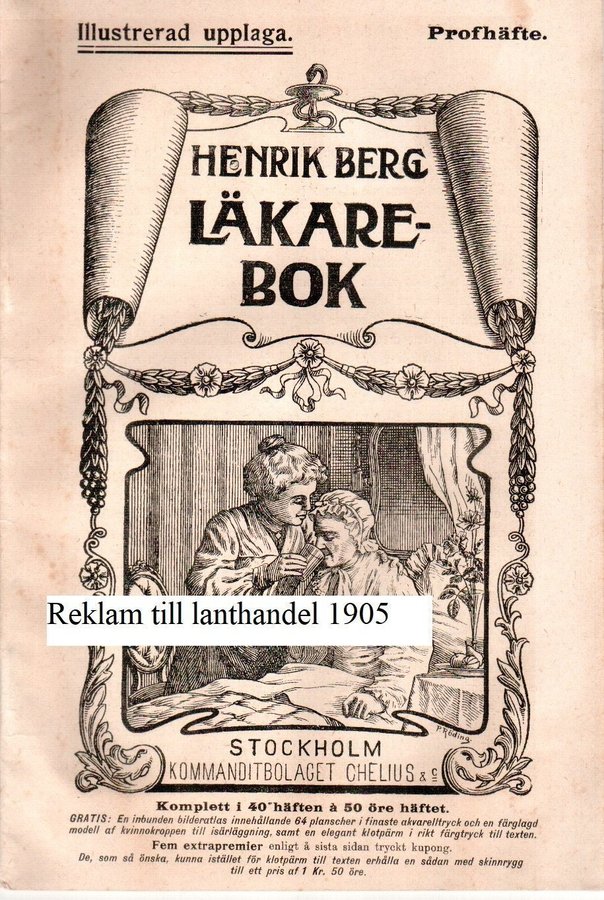 Illustrerad upplaga. Profhäfte.
HENRIK BERG
LÄKARE-
BOK
Reklam till lanthandel 1905
P. Röding
STOCKHOLM
KOMMANDITBOLAGET CHELIUS & C
Komplett i 40 häften à 50 öre häftet.
GRATIS: En inbunden bilderatlas innehållande 64 planscher i finaste akvarelltryck och en färglagd
modell af kvinnokroppen till isärläggning, samt en elegant klotpärm i rikt färgtryck till texten.
Fem extrapremier enligt å sista sidan tryckt kupong.
De, som så önska, kunna istället för klotpärm till texten erhålla en sådan med skinnrygg
till ett pris af 1 Kr. 50 öre.